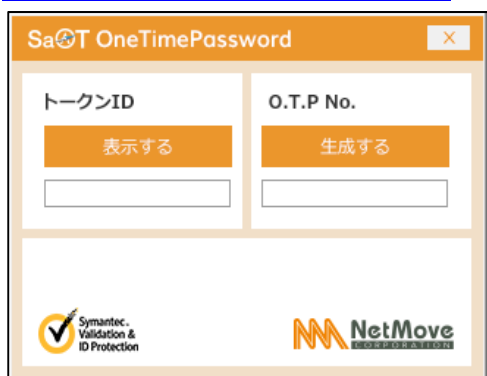 Sa@T OneTimePassword
X
トークンID
O.T.P No.
表示する
生成する
Symantec.
Validation &
ID Protection
NetMove
CORPORATION